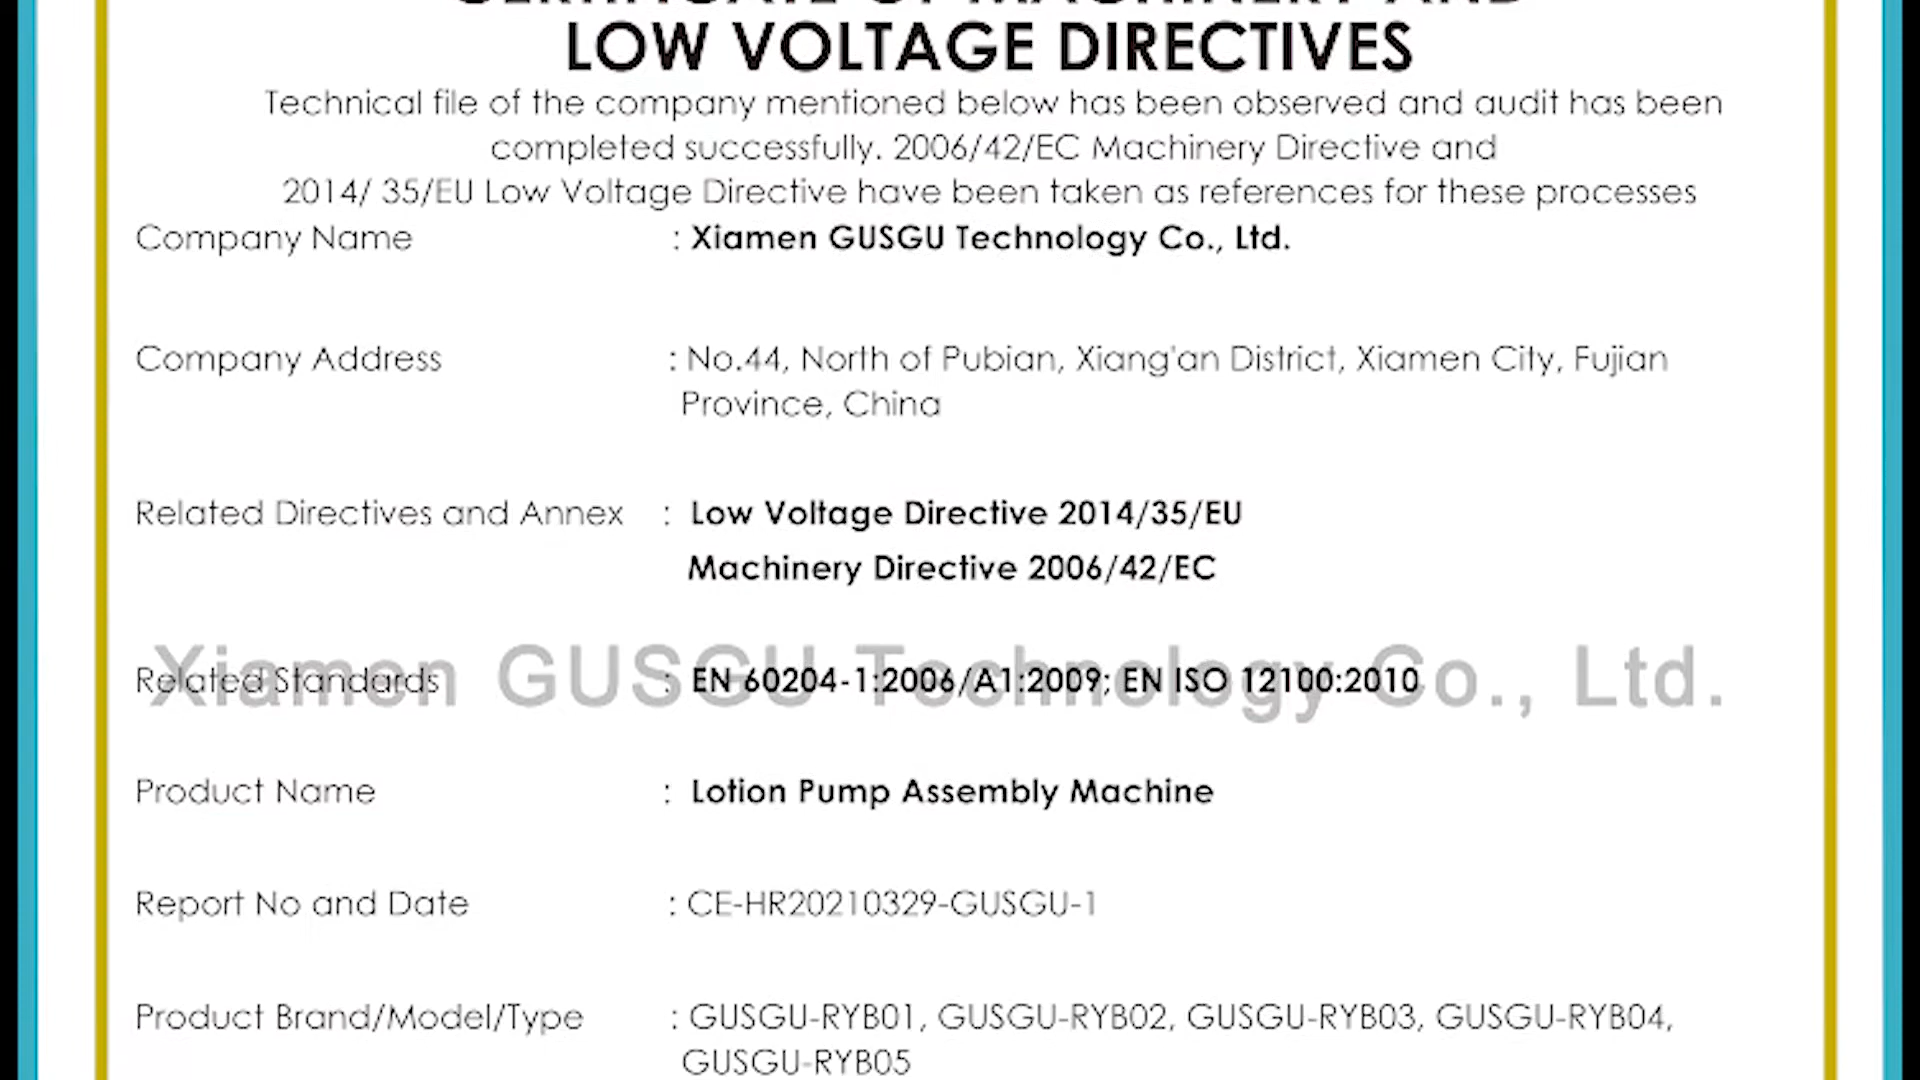 CERTIFICATE OF MACHINERY AND
LOW VOLTAGE DIRECTIVES
Technical file of the company mentioned below has been observed and audit has been
completed successfully. 2006/42/EC Machinery Directive and
2014/ 35/EU Low Voltage Directive have been taken as references for these processes
Company Name : Xiamen GUSGU Technology Co., Ltd.
Company Address : No.44, North of Pubian, Xiang'an District, Xiamen City, Fujian
Province, China
Related Directives and Annex : Low Voltage Directive 2014/35/EU
Machinery Directive 2006/42/EC
Xiamen GUSGU Technology Co., Ltd.
Related Standards : EN 60204-1:2006/A1:2009; EN ISO 12100:2010
Product Name : Lotion Pump Assembly Machine
Report No and Date : CE-HR20210329-GUSGU-1
Product Brand/Model/Type : GUSGU-RYB01, GUSGU-RYB02, GUSGU-RYB03, GUSGU-RYB04,
GUSGU-RYB05